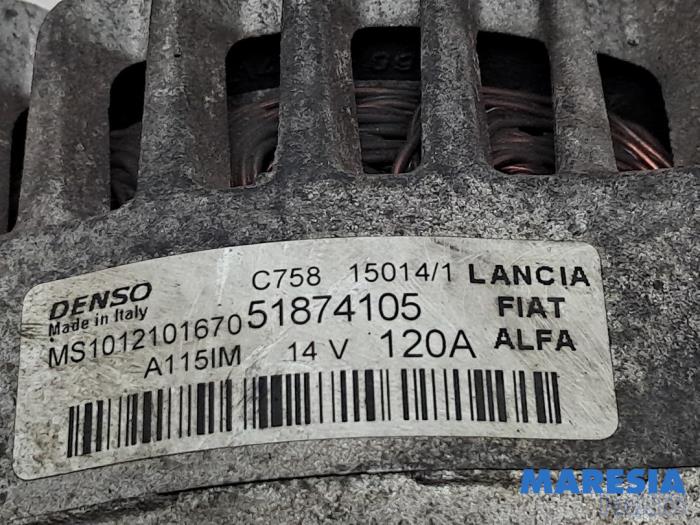 DENSO
Made in Italy
C758 15014/1 LANCIA
MS1012101670 51874105 FIAT
A115IM 14 V 120A ALFA
MARESIA